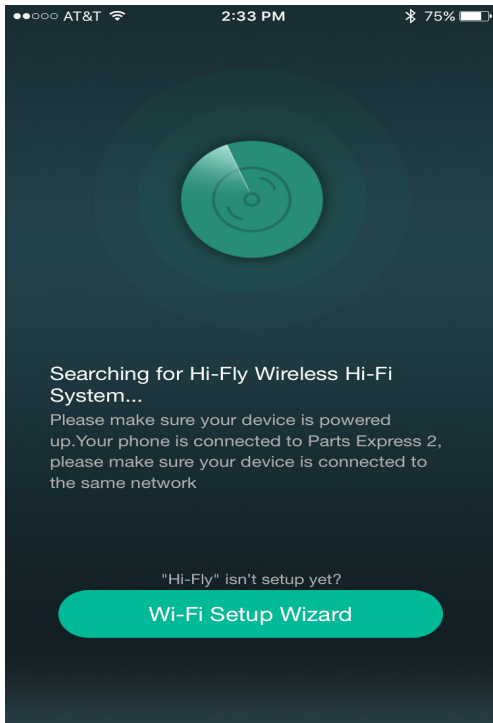 AT&T 2:33 PM 75%
Searching for Hi-Fly Wireless Hi-Fi
System...
Please make sure your device is powered
up.Your phone is connected to Parts Express 2,
please make sure your device is connected to
the same network
"Hi-Fly" isn't setup yet?
Wi-Fi Setup Wizard